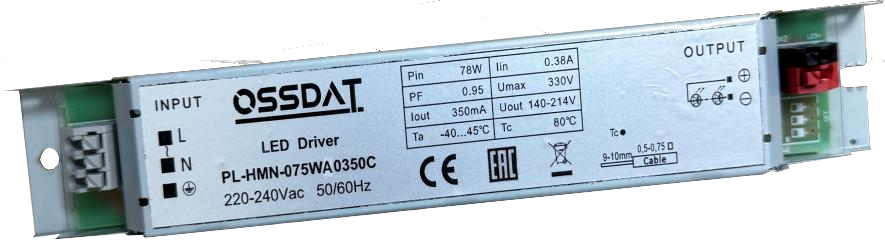 INPUT
L
N
OSSDAT
LED Driver
PL-HMN-075WA0350C
220-240Vac 50/60Hz
Pin 78W Iin 0.38A
PF 0.95 Umax 330V
Iout 350mA Uout 140-214V
Ta -40...45℃ Tc 80℃
CE
EAC
Tc
9-10mm 0,5-0,75
Cable
OUTPUT
LED+